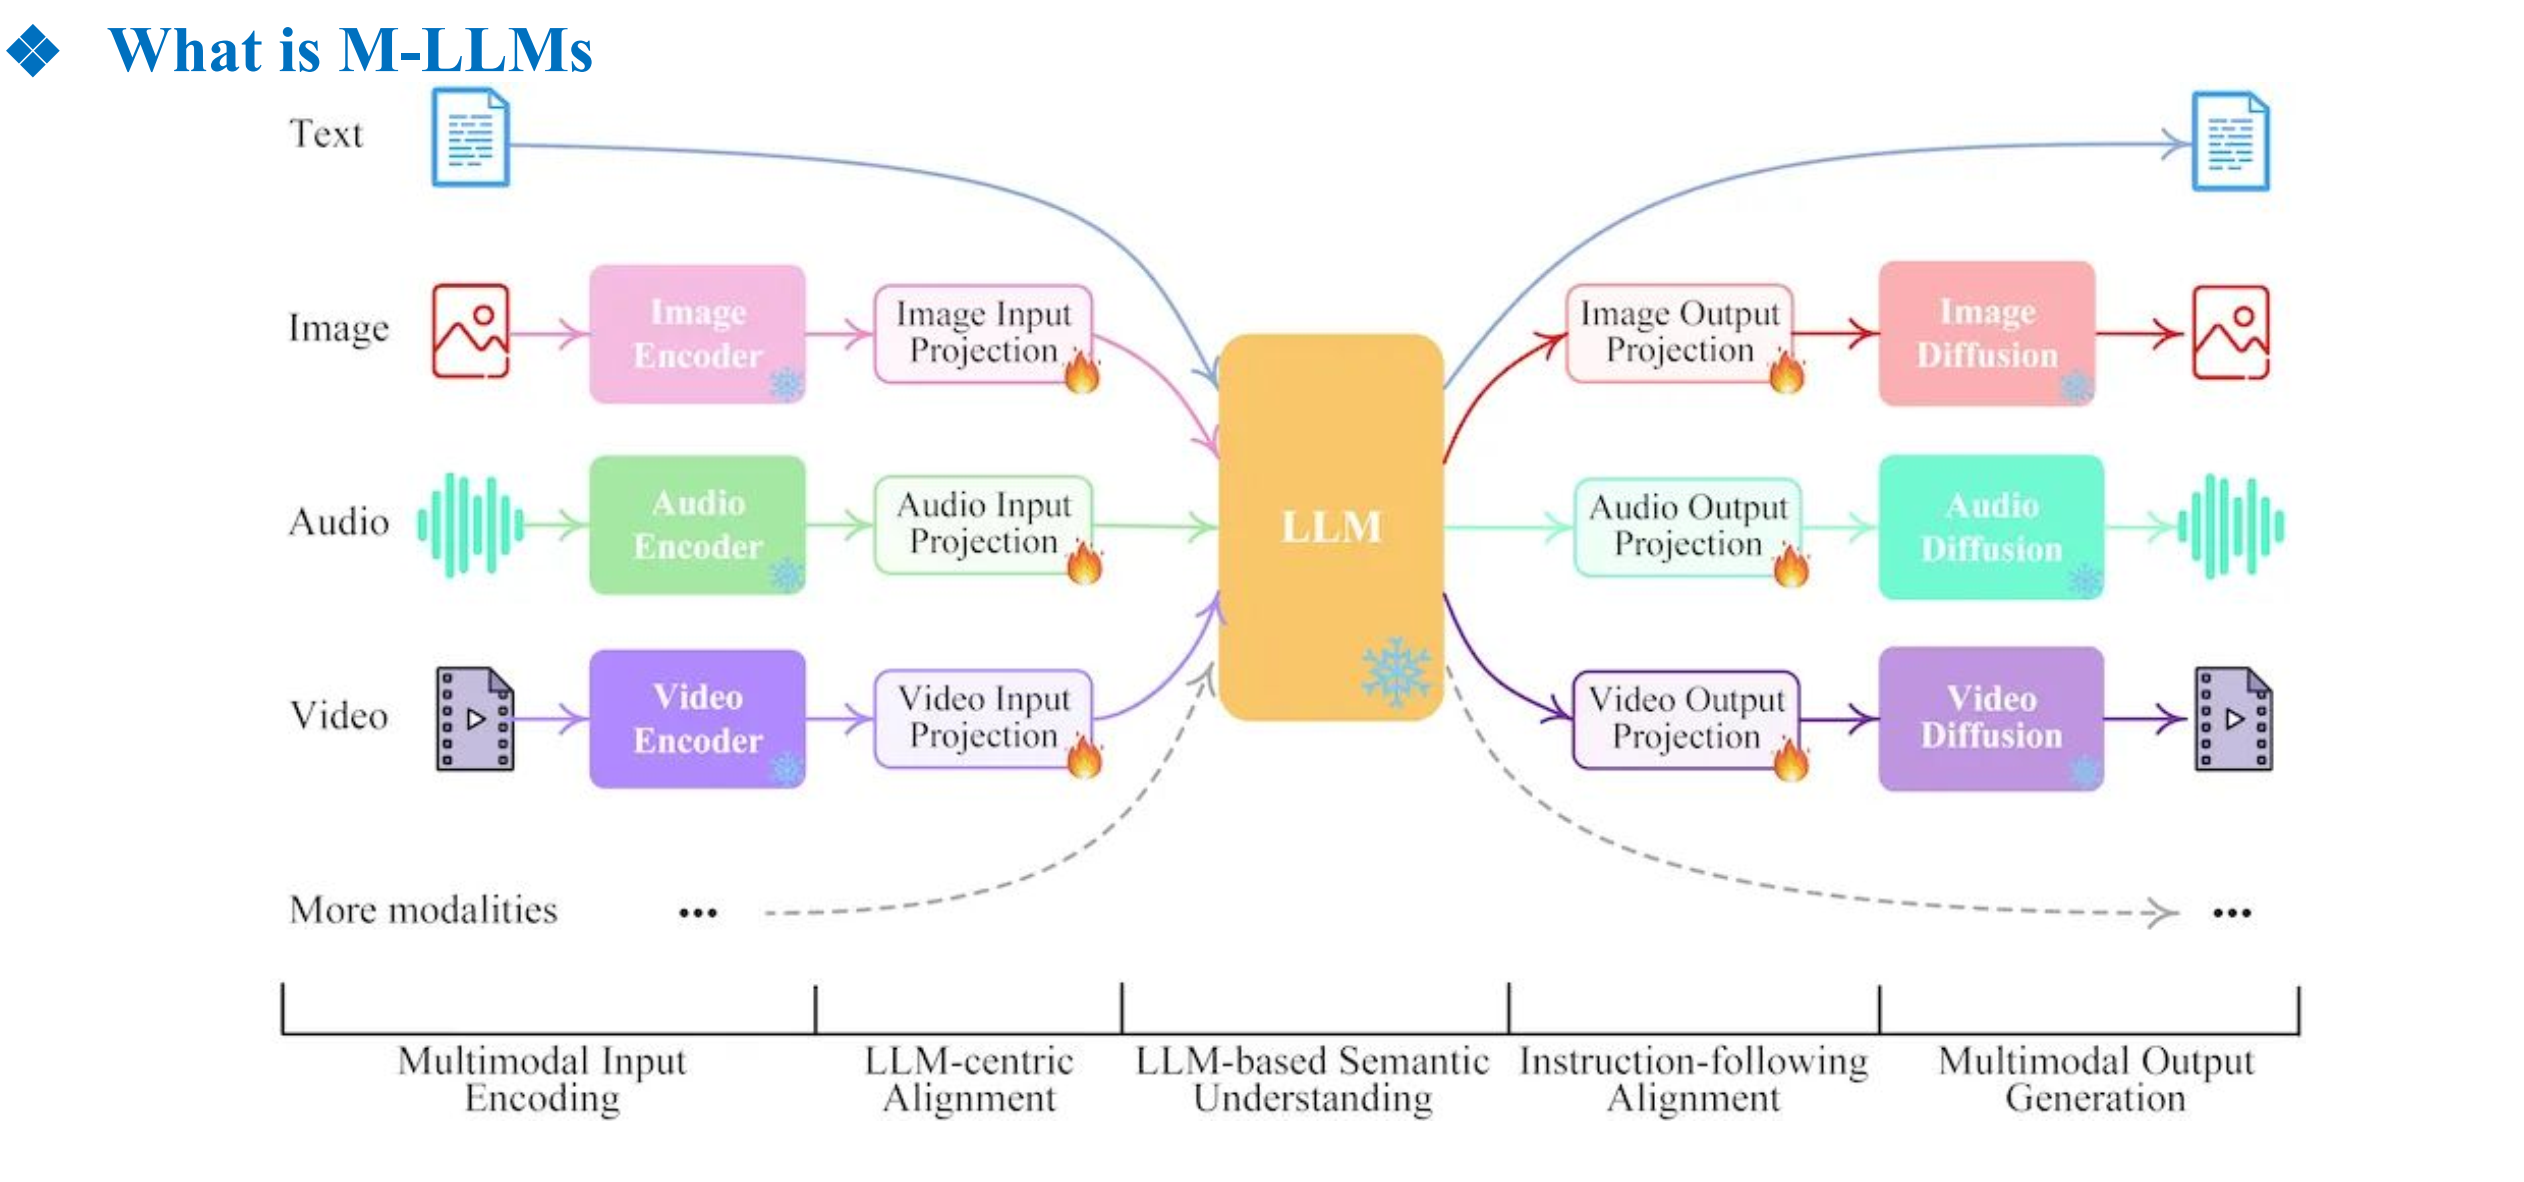 What is M-LLMs
Text
Image
Image
Encoder
Image Input
Projection
Image Output
Projection
Image
Diffusion
Audio
Audio
Encoder
Audio Input
Projection
LLM
Audio Output
Projection
Audio
Diffusion
Video
Video
Encoder
Video Input
Projection
Video Output
Projection
Video
Diffusion
More modalities
...
...
Multimodal Input
Encoding
LLM-centric
Alignment
LLM-based Semantic
Understanding
Instruction-following
Alignment
Multimodal Output
Generation